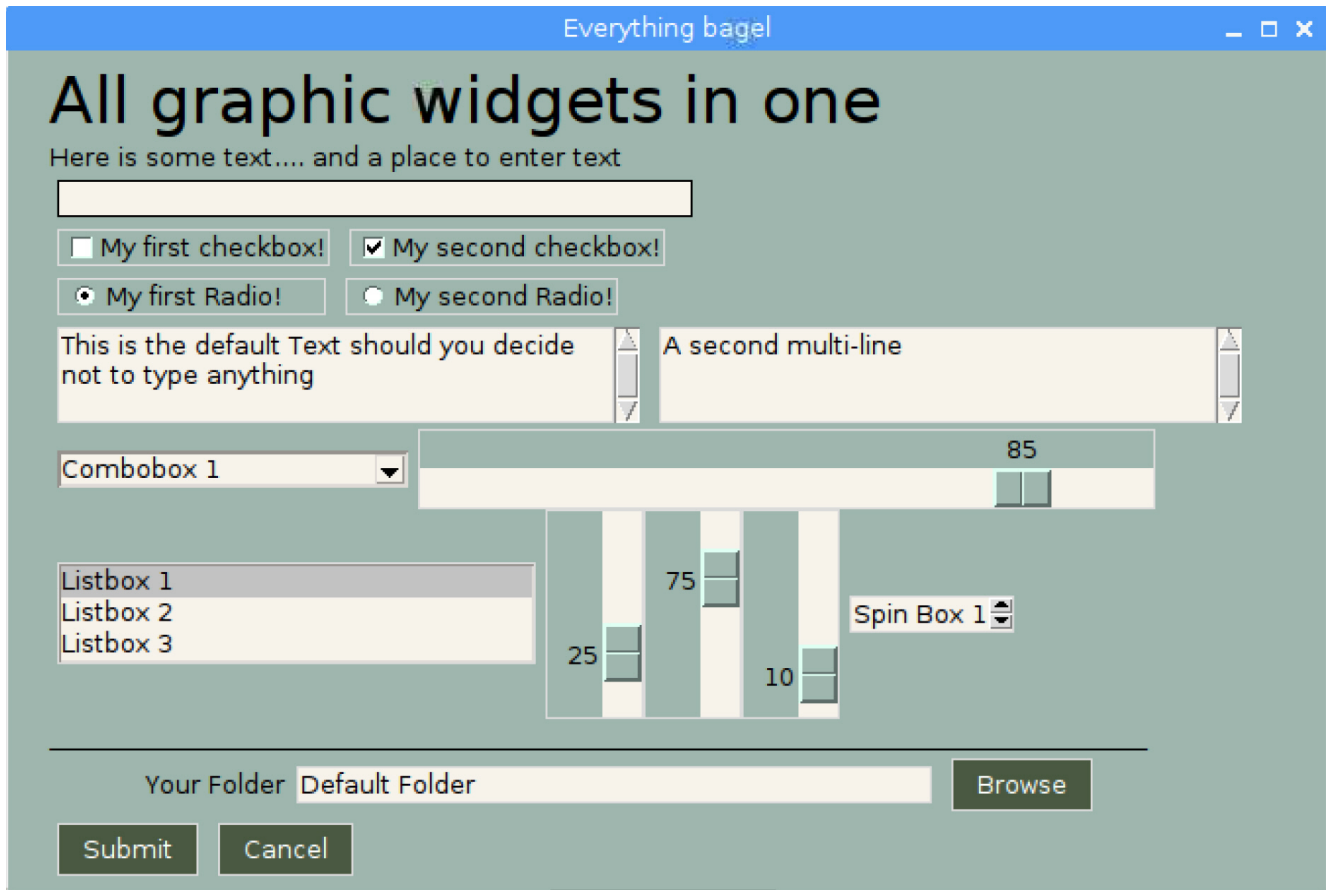 Everything bagel
All graphic widgets in one
Here is some text.... and a place to enter text
My first checkbox! My second checkbox!
My first Radio! My second Radio!
This is the default Text should you decide
not to type anything
A second multi-line
Combobox 1
85
Listbox 1
Listbox 2
Listbox 3
25
75
10
Spin Box 1
Your Folder Default Folder Browse
Submit Cancel